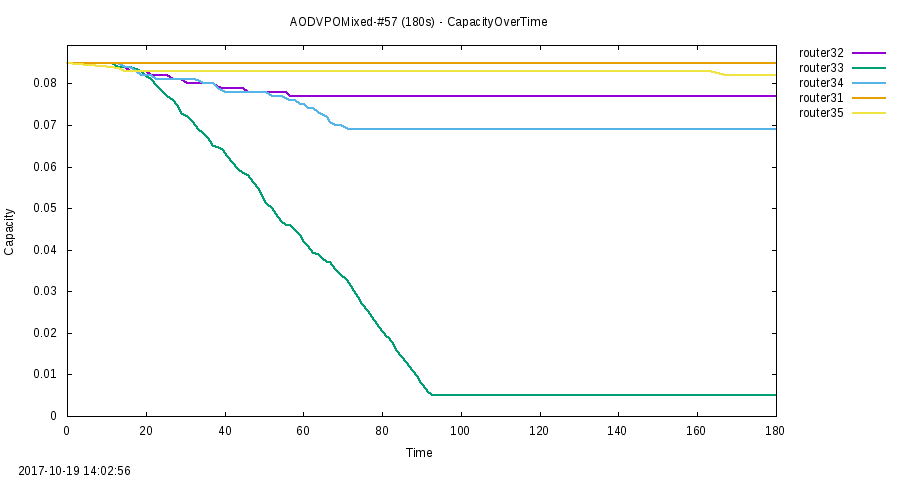 AODVPOMixed-#57 (180s) - CapacityOverTime
router32
router33
router34
router31
router35
Capacity
0.08
0.07
0.06
0.05
0.04
0.03
0.02
0.01
0
0 20 40 60 80 100 120 140 160 180
Time
2017-10-19 14:02:56